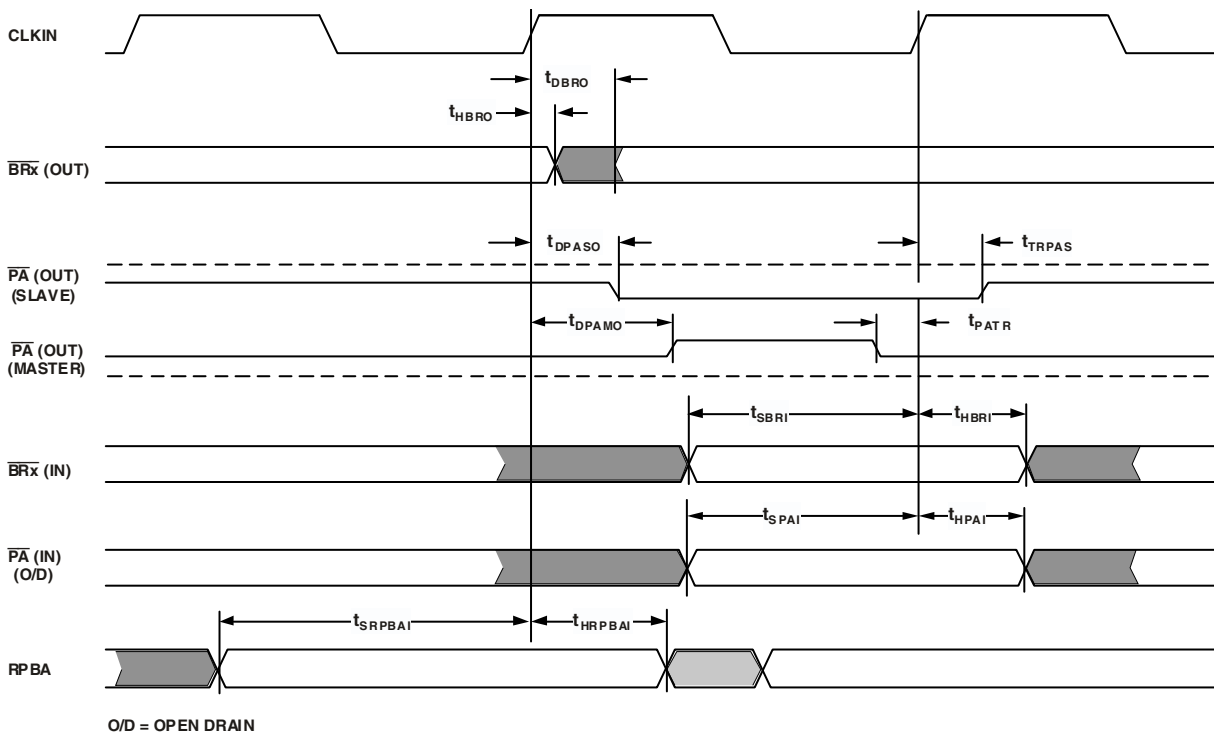 CLKIN
tDBRO
tHBRO
BRx (OUT)
tDPASO
tTRPAS
PA (OUT)
(SLAVE)
tDPAMO
tPATR
PA (OUT)
(MASTER)
tSBRI
tHBRI
BRx (IN)
tSPAI
tHPAI
PA (IN)
(O/D)
tSRPBAI
tHRPBAI
RPBA
O/D = OPEN DRAIN